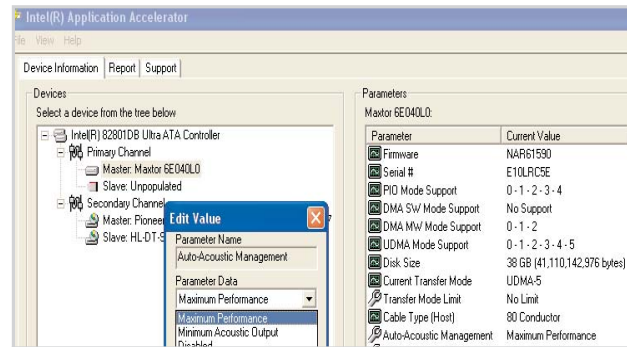 Intel(R) Application Accelerator
File View Help
Device Information Report Support
Devices
Select a device from the tree below
Intel(R) 82801DB Ultra ATA Controller
Primary Channel
Master: Maxtor 6E040L0
Slave: Unpopulated
Secondary Channel
Master: Pioneer
7
Slave: HL-DT-S
Edit Value
Parameter Name
Auto-Acoustic Management
Parameter Data
Maximum Performance
Maximum Performance
Minimum Acoustic Output
Disabled
Parameters
Maxtor 6E040L0:
Parameter Current Value
Firmware NAR61590
Serial # E10LRC5E
PIO Mode Support 0 - 1 - 2 - 3 - 4
DMA SW Mode Support No Support
DMA MW Mode Support 0 - 1 - 2
UDMA Mode Support 0 - 1 - 2 - 3 - 4 - 5
Disk Size 38 GB (41,110,142,976 bytes)
Current Transfer Mode UDMA-5
Transfer Mode Limit No Limit
Cable Type (Host) 80 Conductor
Auto-Acoustic Management Maximum Performance